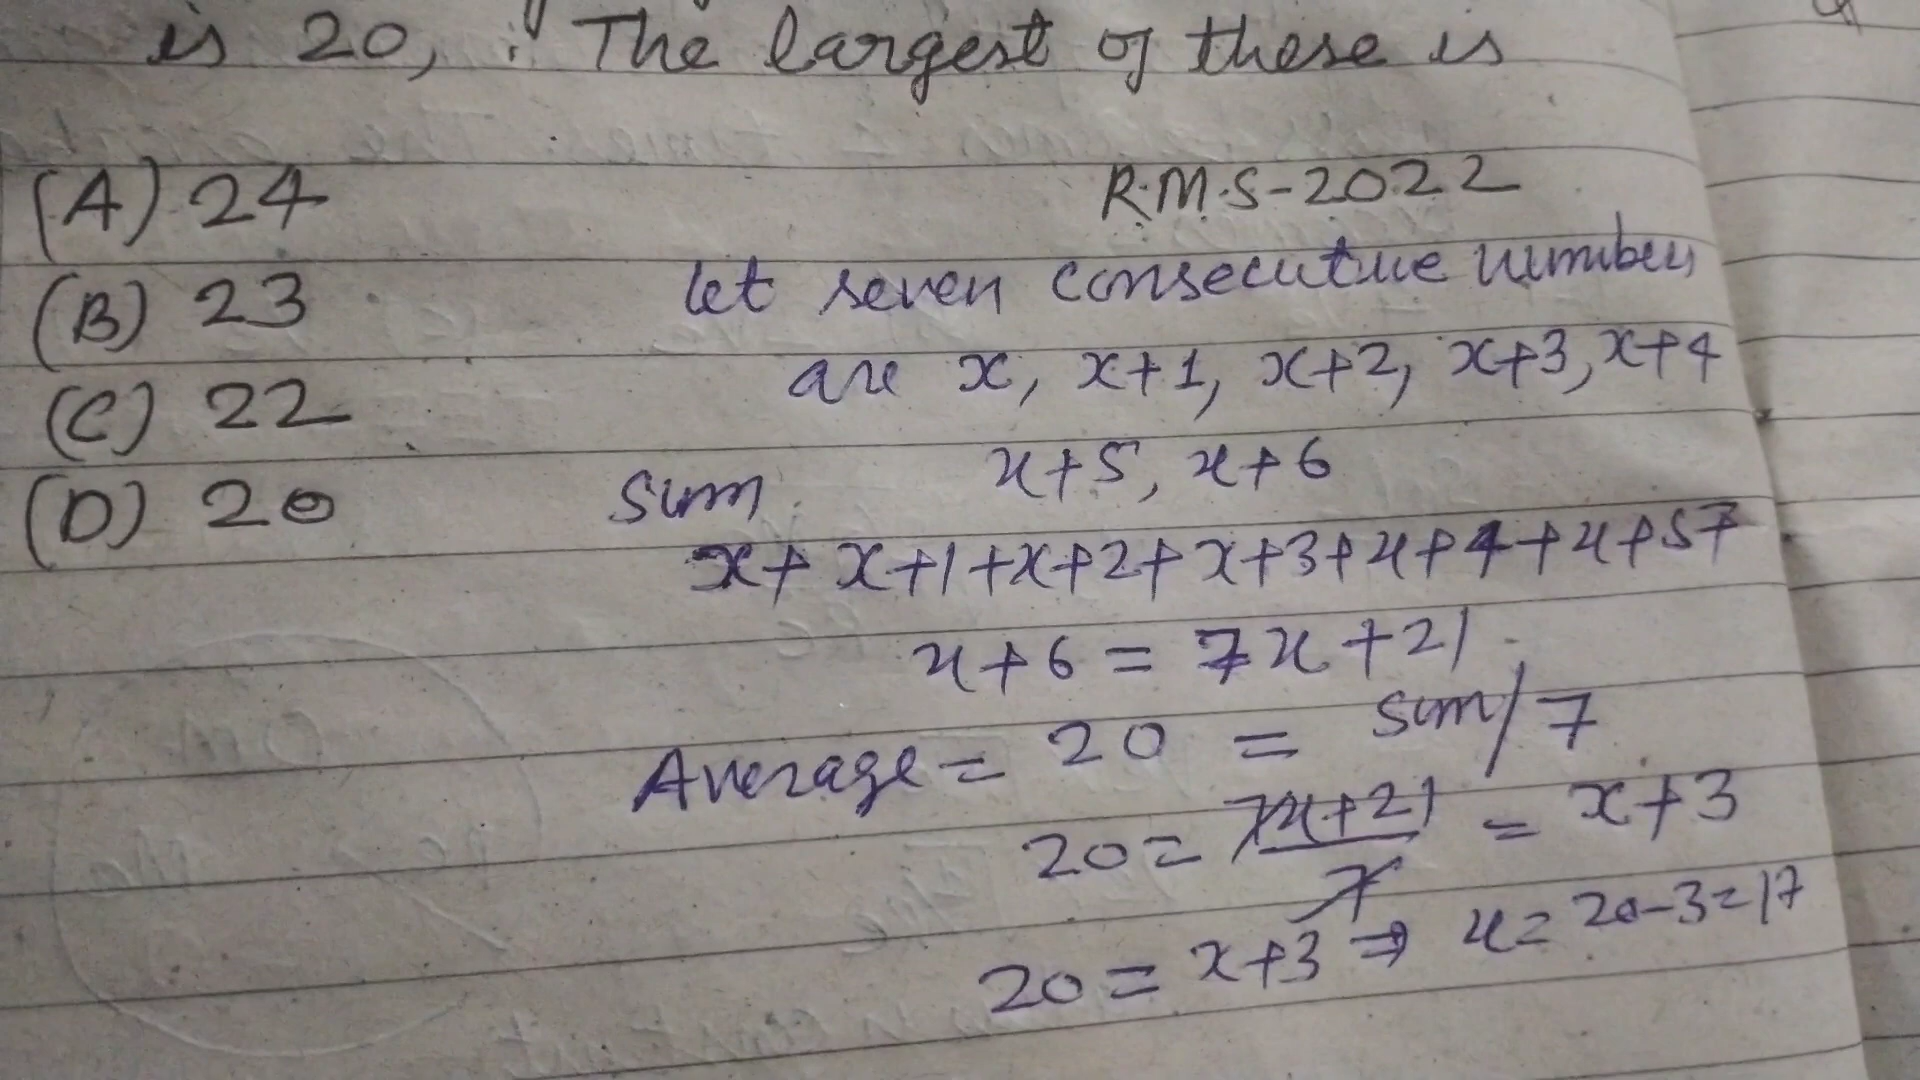 is 20, The largest of these is
(A) 24
R.M.S-2022
let seven consecutive number
(B) 23
are x, x+1, x+2, x+3, x+4
(C) 22
x+5, x+6
(D) 20
Sum
x+ x+1+x+2+x+3+x+4+x+5+
x+6 = 7x+21
Average = 20 = sum/7
20 = 7x+21/7 = x+3
20 = x+3 ⇒ x = 20-3=17